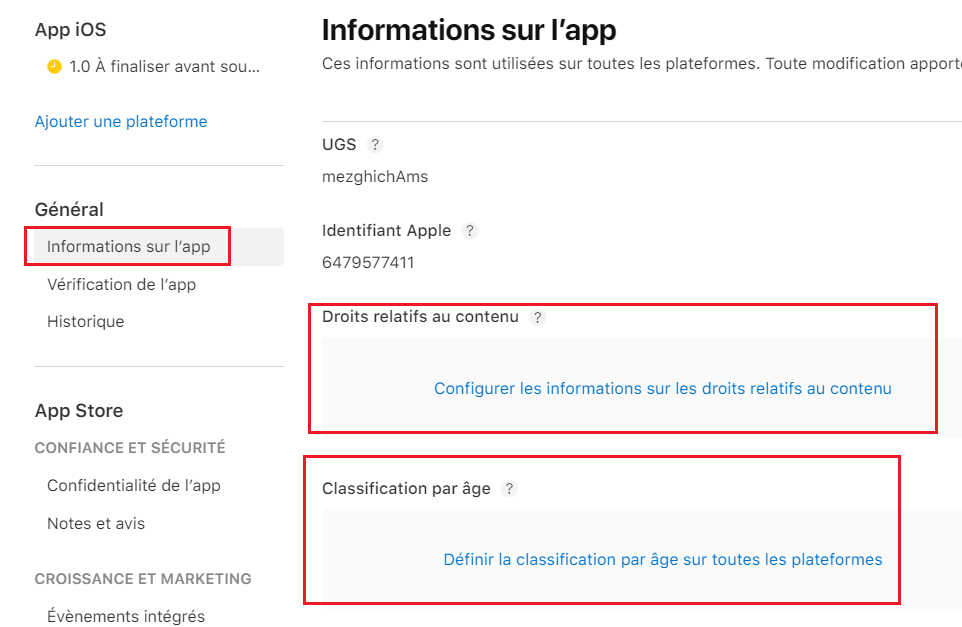 App iOS
1.0 À finaliser avant sou...
Ajouter une plateforme
Général
Informations sur l’app
Vérification de l’app
Historique
App Store
CONFIANCE ET SÉCURITÉ
Confidentialité de l’app
Notes et avis
CROISSANCE ET MARKETING
Évènements intégrés
Informations sur l’app
Ces informations sont utilisées sur toutes les plateformes. Toute modification apport
UGS ?
mezghichAms
Identifiant Apple ?
6479577411
Droits relatifs au contenu ?
Configurer les informations sur les droits relatifs au contenu
Classification par âge ?
Définir la classification par âge sur toutes les plateformes